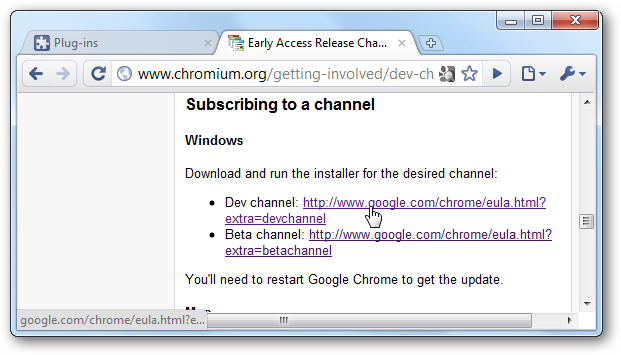 Plug-ins
Early Access Release Cha...
www.chromium.org/getting-involved/dev-ch
Subscribing to a channel
Windows
Download and run the installer for the desired channel:
Dev channel: http://www.google.com/chrome/eula.html?
extra=devchannel
Beta channel: http://www.google.com/chrome/eula.html?
extra=betachannel
You'll need to restart Google Chrome to get the update.
google.com/chrome/eula.html?e...